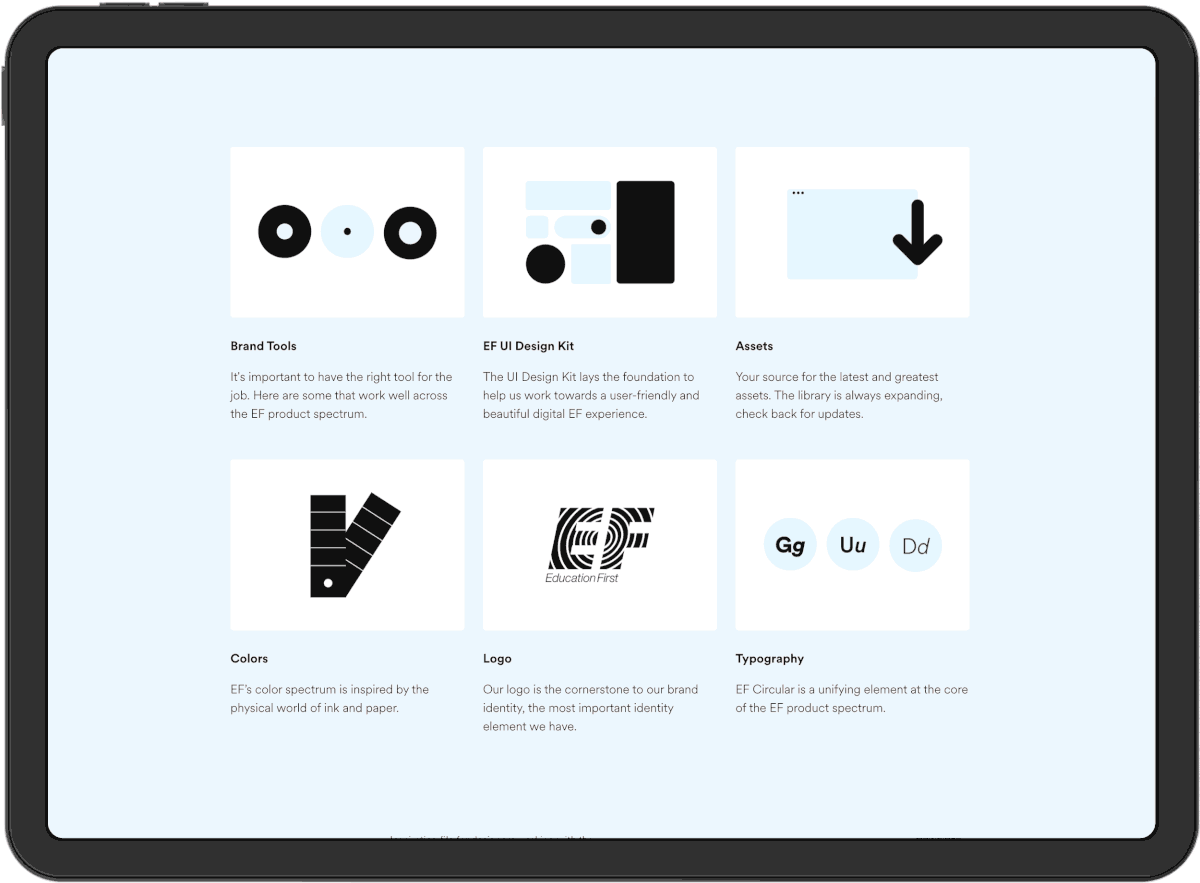 Brand Tools
It's important to have the right tool for the
job. Here are some that work well across
the EF product spectrum.
EF UI Design Kit
The UI Design Kit lays the foundation to
help us work towards a user-friendly and
beautiful digital EF experience.
Assets
Your source for the latest and greatest
assets. The library is always expanding,
check back for updates.
EF
Education First
Gg
Uu
Dd
Colors
EF's color spectrum is inspired by the
physical world of ink and paper.
Logo
Our logo is the cornerstone to our brand
identity, the most important identity
element we have.
Typography
EF Circular is a unifying element at the core
of the EF product spectrum.